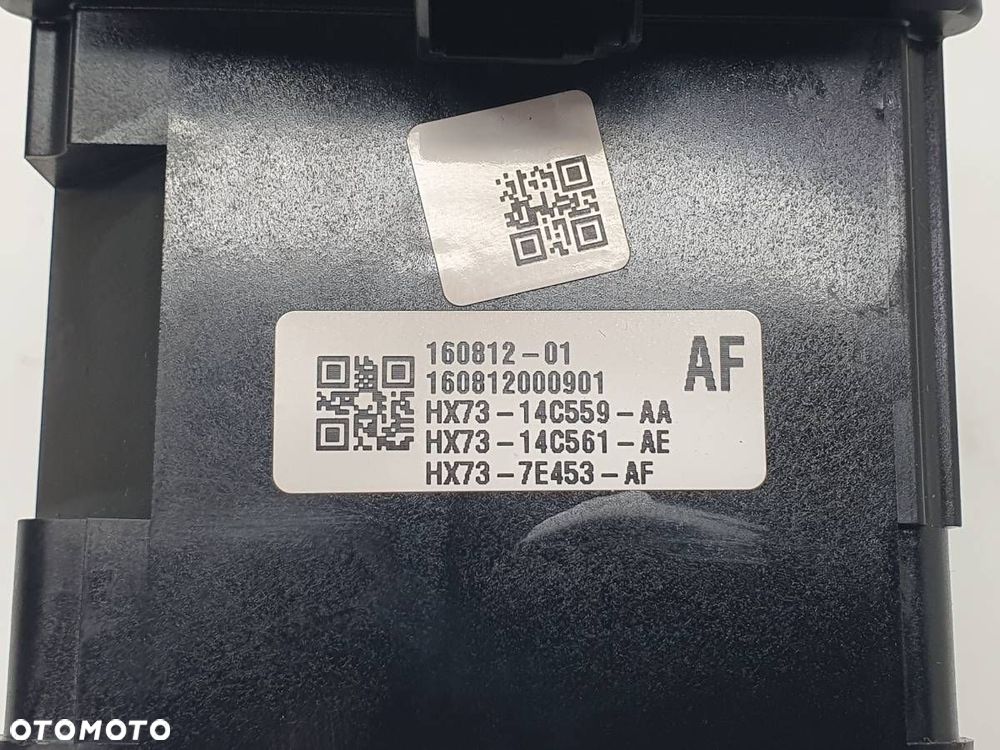 160812-01
AF
160812000901
HX73-14C559-AA
HX73-14C561-AE
HX73-7E453-AF
OTOMOTO